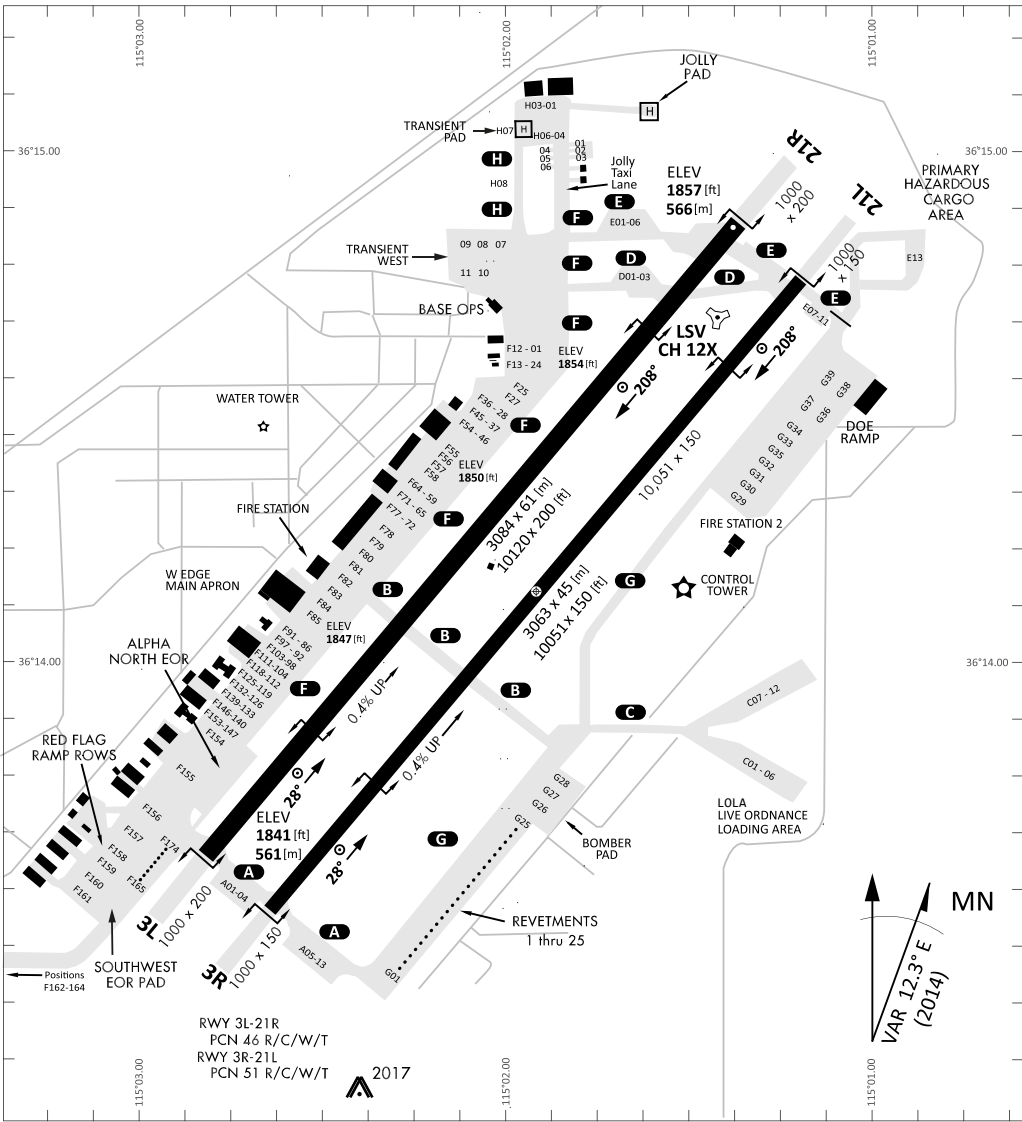 115°03.00
115°02.00
115°01.00
JOLLY
PAD
H
H03-01
TRANSIENT
PAD
H07
H
H06-04
01
02
03
04
05
06
36°15.00
36°15.00
H
H08
H
Jolly
Taxi
Lane
ELEV
1857 [ft]
566 [m]
21R
1000
x 200
21L
PRIMARY
HAZARDOUS
CARGO
AREA
E
E01-06
F
TRANSIENT
WEST
09 08 07
11 10
F
D
D01-03
D
E
1000
x 150
E13
E
E07-11
BASE OPS
F
LSV
CH 12X
208°
208°
F12 - 01
F13 - 24
ELEV
1854 [ft]
F25
F27
F36 - 28
F45 - 37
F54 - 46
F
WATER TOWER
G39
G38
G37
G36
G34
G33
G35
G32
G31
G30
G29
DOE
RAMP
F55
F56
F57
F58
ELEV
1850 [ft]
F64 - 59
F71 - 65
F77 - 72
F
10,051 x 150
3084 x 61 [m]
10120 x 200 [ft]
FIRE STATION
FIRE STATION 2
F78
F79
F80
F81
F82
F83
F84
F85
W EDGE
MAIN APRON
B
G
CONTROL
TOWER
3063 x 45 [m]
10051 x 150 [ft]
ELEV
1847 [ft]
B
ALPHA
NORTH EOR
F91 - 86
F97 - 92
F103-98
F111-104
F118-112
F125-119
F132-126
F139-133
F146-140
F153-147
F154
36°14.00
36°14.00
F
B
0.4% UP
C
C07 - 12
C01 - 06
RED FLAG
RAMP ROWS
0.4% UP
F155
F156
F157
F158
F159
F160
F161
F174
F165
28°
ELEV
1841 [ft]
561 [m]
28°
G28
G27
G26
G25
LOLA
LIVE ORDNANCE
LOADING AREA
BOMBER
PAD
G
A
A01-04
3L
1000 x 200
A
A05-13
REVETMENTS
1 thru 25
G01
3R
1000 x 150
SOUTHWEST
EOR PAD
Positions
F162-164
MN
VAR 12.3° E
(2014)
RWY 3L-21R
PCN 46 R/C/W/T
RWY 3R-21L
PCN 51 R/C/W/T
2017
115°03.00
115°02.00
115°01.00